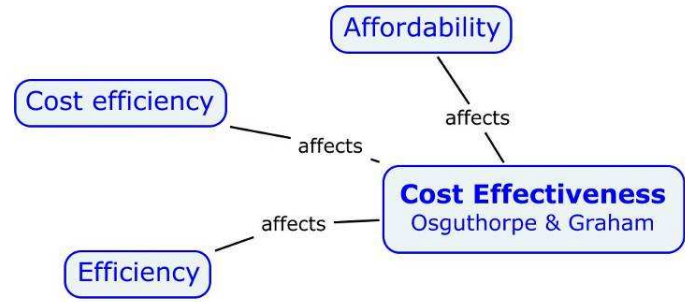 Affordability
Cost efficiency
affects
affects
Cost Effectiveness
Osguthorpe & Graham
affects
Efficiency